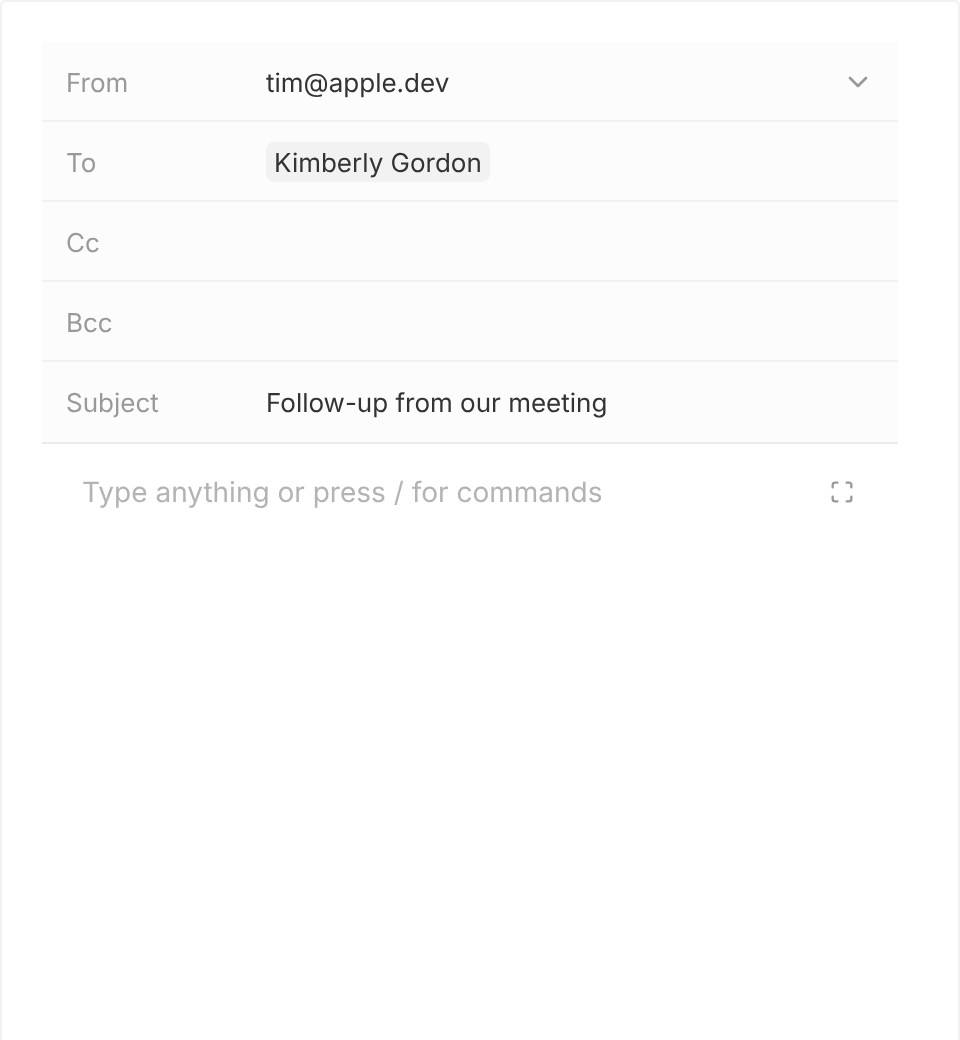 From tim@apple.dev
To Kimberly Gordon
Cc
Bcc
Subject Follow-up from our meeting
Type anything or press / for commands